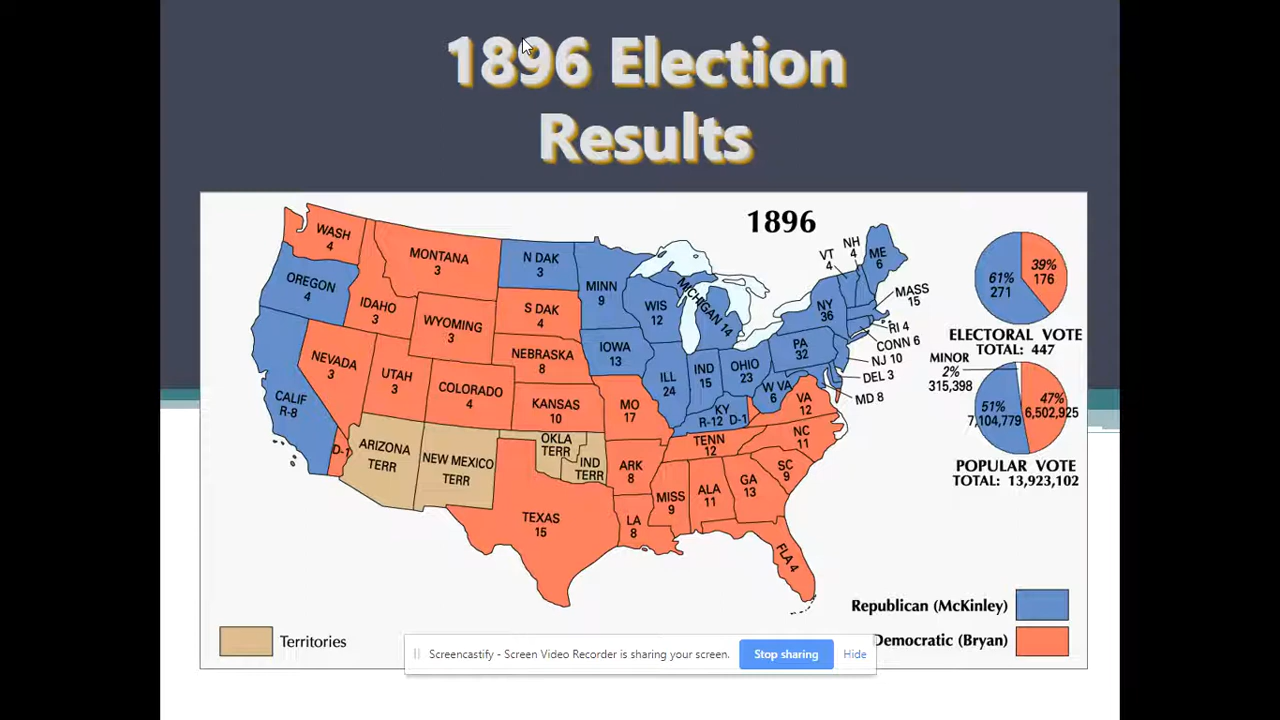 1896 Election
Results
1896
WASH
4
MONTANA
3
N DAK
3
MINN
9
VT
4
NH
4
ME
6
OREGON
4
IDAHO
3
WYOMING
3
S DAK
4
WIS
12
MICHIGAN 14
NY
36
MASS
15
RI 4
CONN 6
NEVADA
3
UTAH
3
COLORADO
4
NEBRASKA
8
IOWA
13
ILL
24
IND
15
OHIO
23
PA
32
NJ 10
DEL 3
MD 8
CALIF
R-8
D-1
KANSAS
10
MO
17
KY
R-12 D-1
W VA
6
VA
12
ARIZONA
TERR
NEW MEXICO
TERR
OKLA
TERR
IND
TERR
ARK
8
TENN
12
NC
11
SC
9
TEXAS
15
LA
8
MISS
9
ALA
11
GA
13
FLA 4
61%
271
39%
176
ELECTORAL VOTE
TOTAL: 447
MINOR
2%
315,398
51%
7,104,779
47%
6,502,925
POPULAR VOTE
TOTAL: 13,923,102
Republican (McKinley)
Democratic (Bryan)
Territories
Screencastify - Screen Video Recorder is sharing your screen.
Stop sharing
Hide